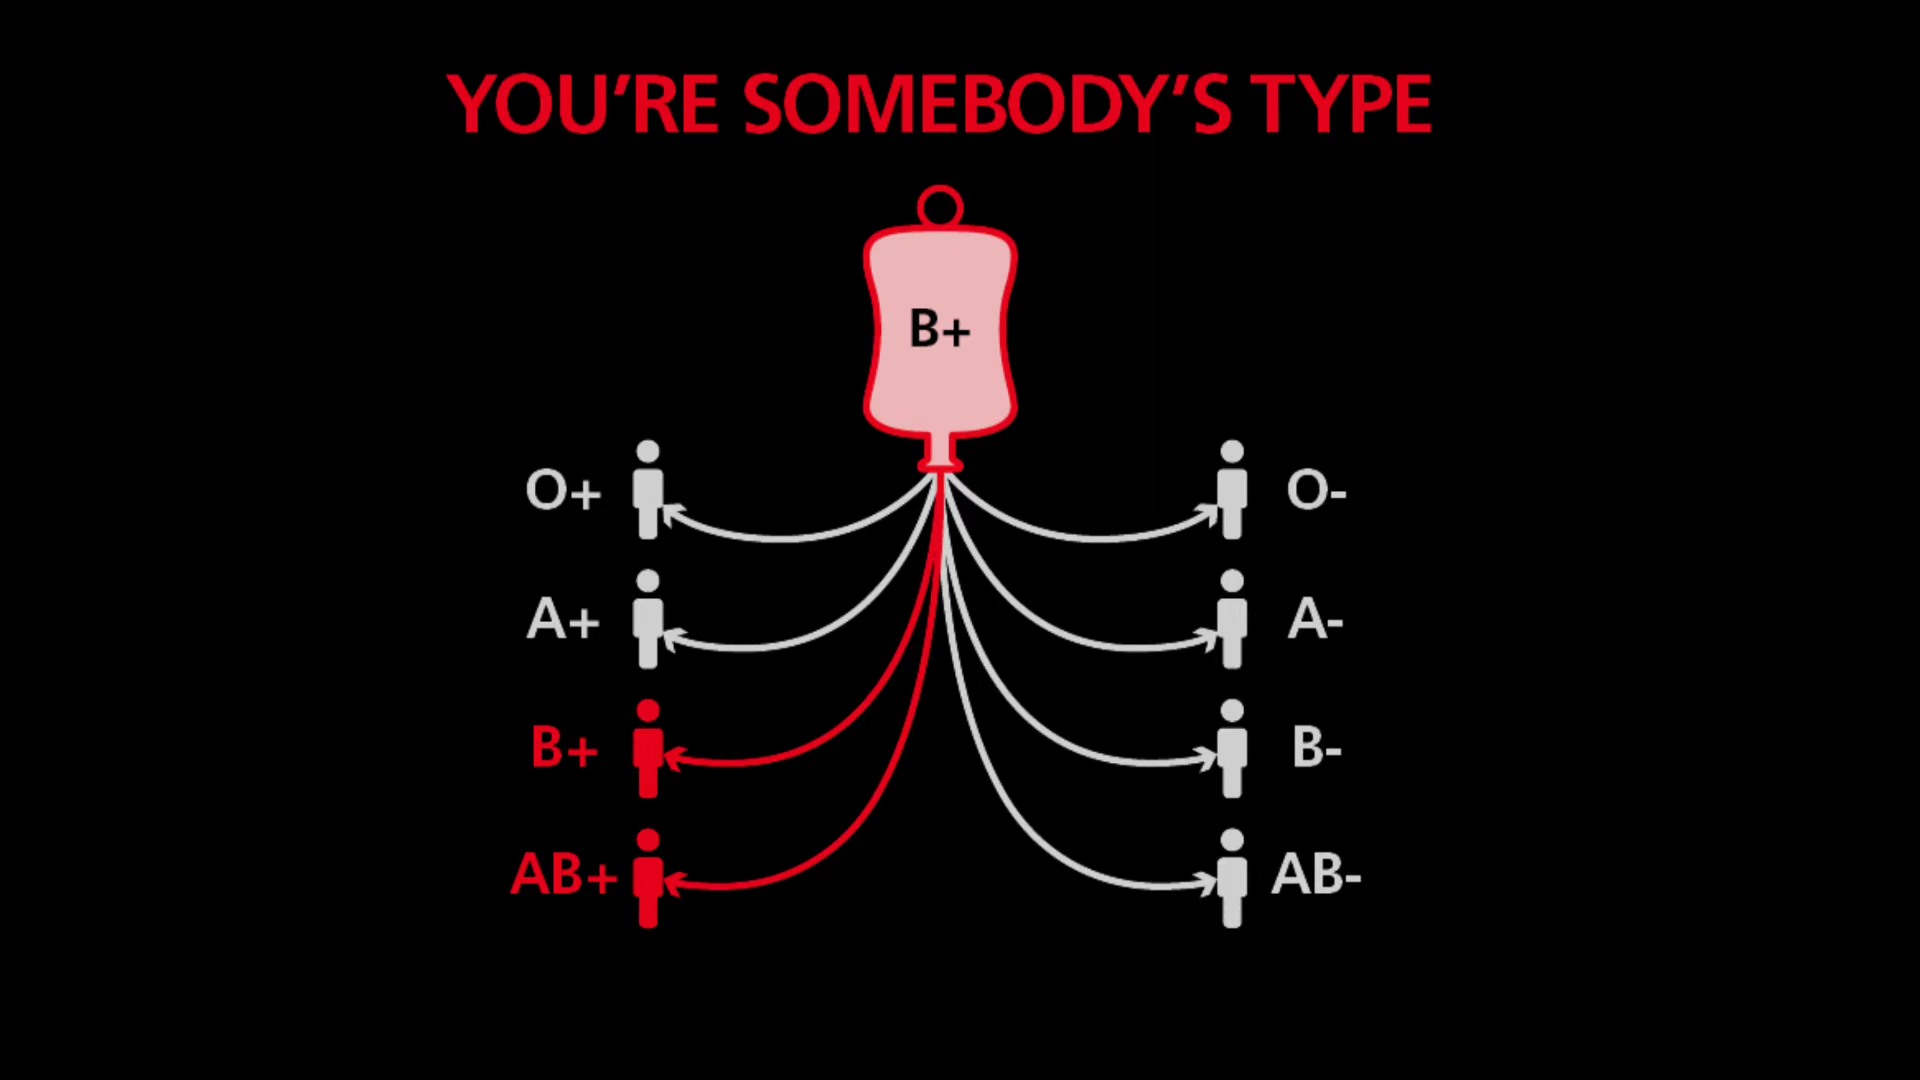 YOU’RE SOMEBODY’S TYPE
B+
O+ O-
A+ A-
B+ B-
AB+ AB-